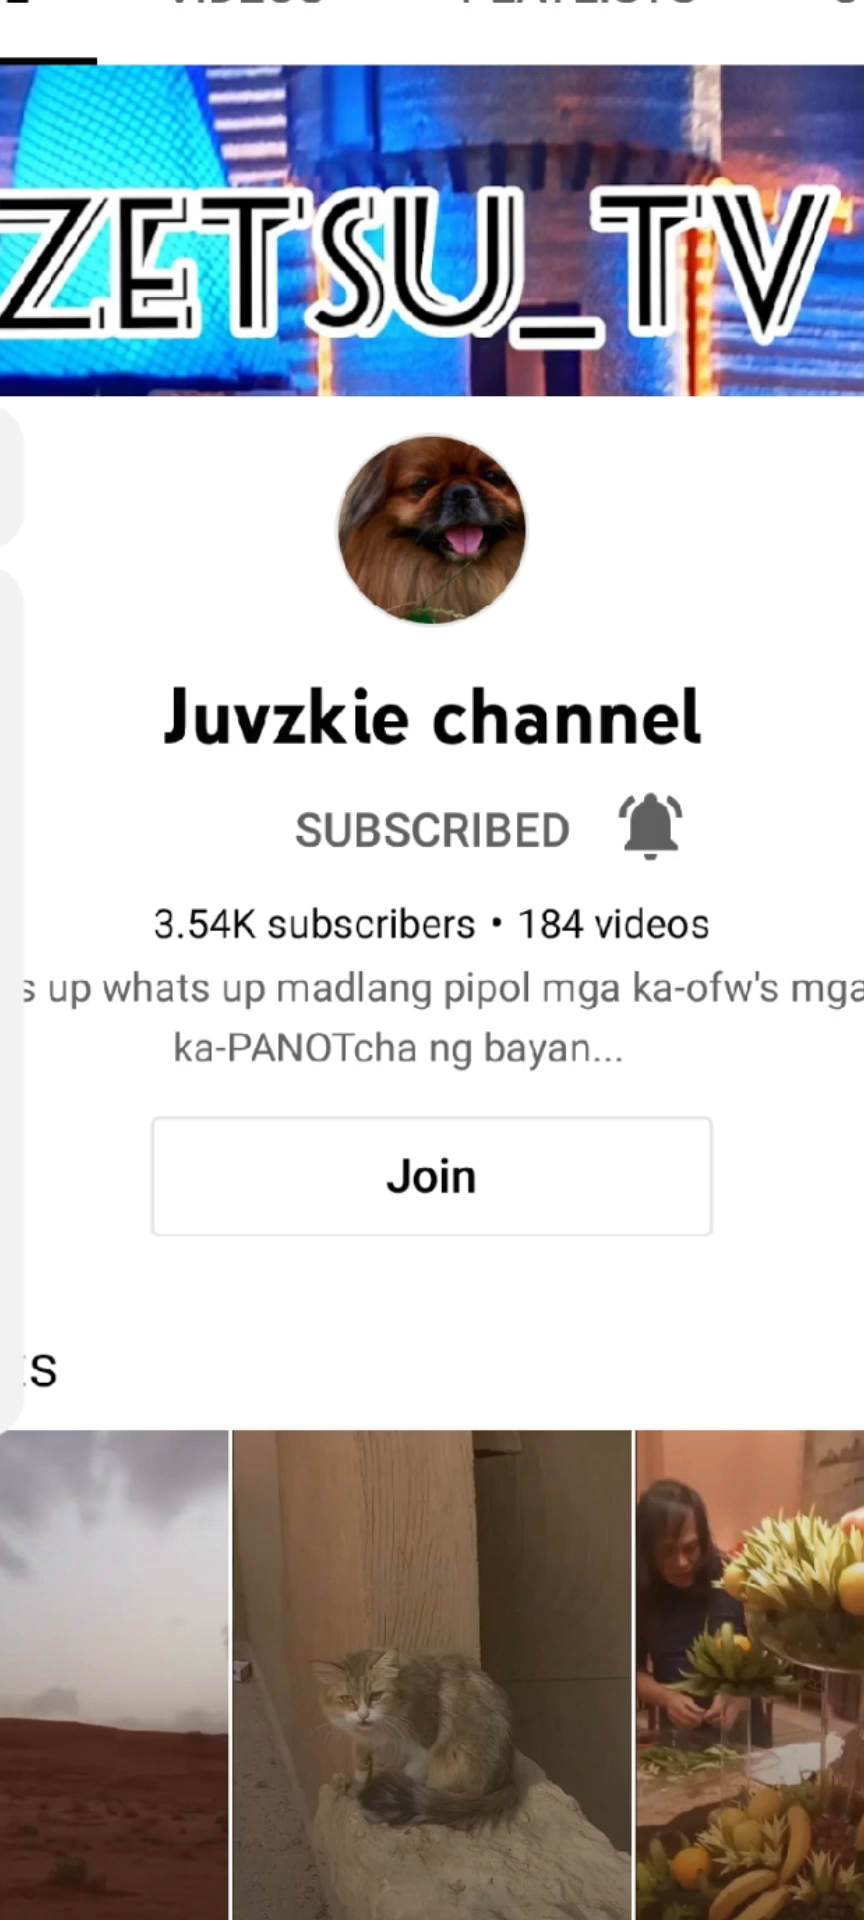 ZETSU_TV
Juvzkie channel
SUBSCRIBED
3.54K subscribers • 184 videos
up whats up madlang pipol mga ka-ofw's mga
ka-PANOTcha ng bayan...
Join